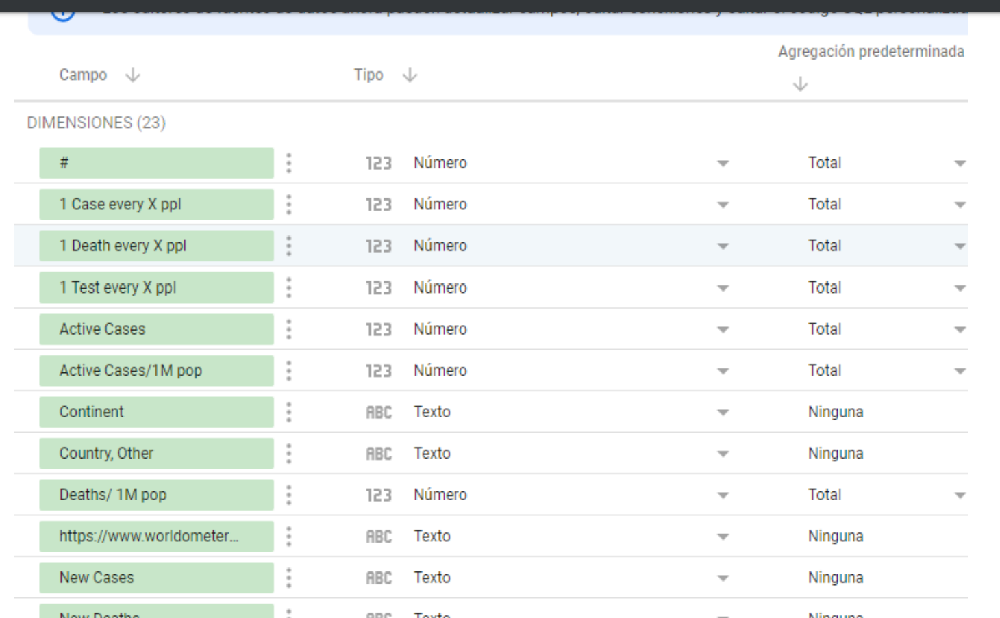 Agregación predeterminada
Campo Tipo
DIMENSIONES (23)
# 123 Número Total
1 Case every X ppl 123 Número Total
1 Death every X ppl 123 Número Total
1 Test every X ppl 123 Número Total
Active Cases 123 Número Total
Active Cases/1M pop 123 Número Total
Continent ABC Texto Ninguna
Country, Other ABC Texto Ninguna
Deaths/ 1M pop 123 Número Total
https://www.worldometer... ABC Texto Ninguna
New Cases ABC Texto Ninguna
New Deaths ABC Texto Ninguna